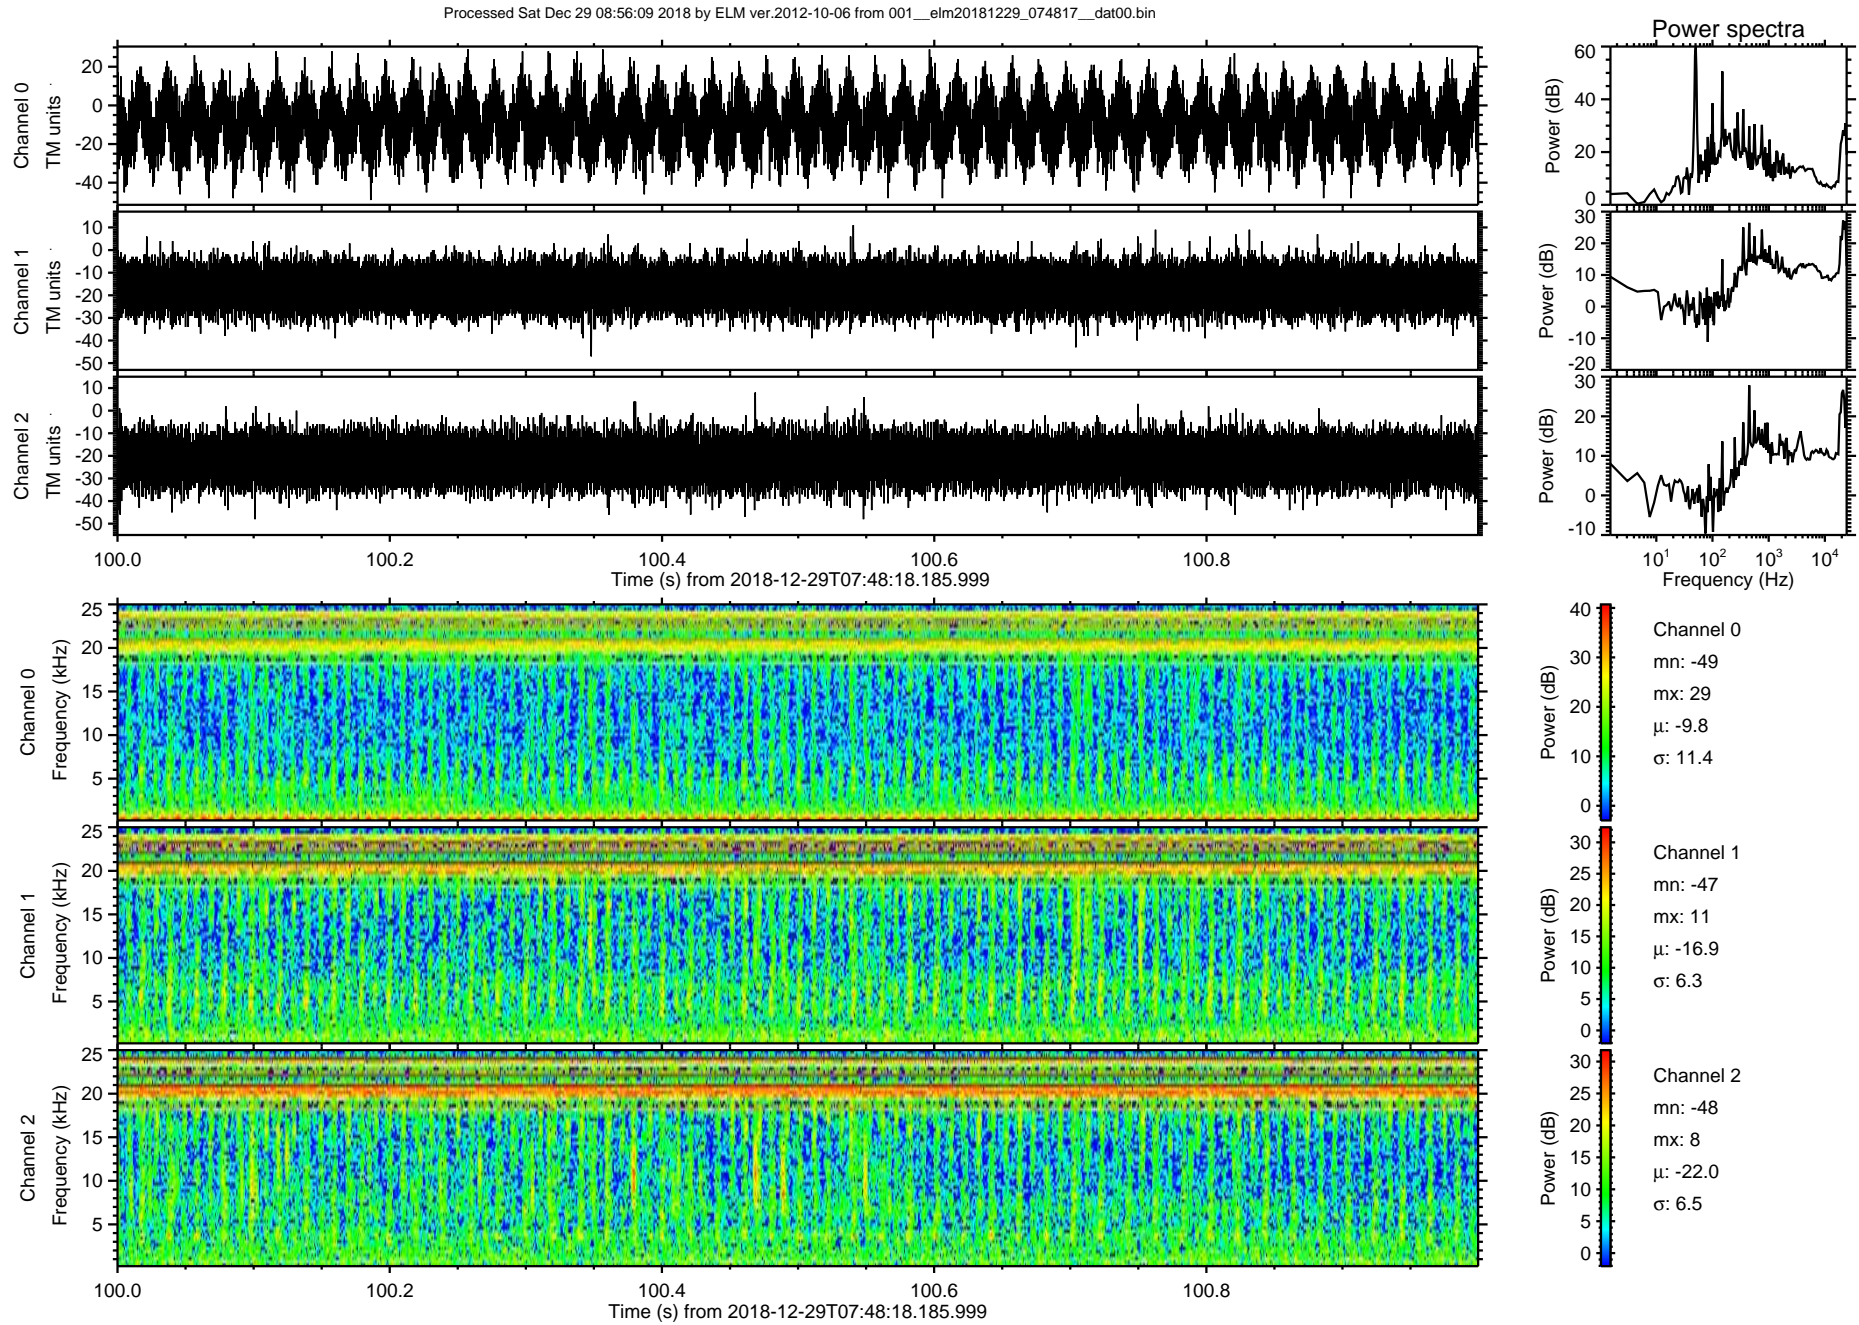 Processed Sat Dec 29 08:56:09 2018 by ELM ver.2012-10-06 from 001__elm20181229_074817__dat00.bin
Power spectra
Channel 0
TM units
20
0
-20
-40
Power (dB)
60
40
20
0
Channel 1
TM units
10
0
-10
-20
-30
-40
-50
Power (dB)
30
20
10
0
-10
-20
Channel 2
TM units
10
0
-10
-20
-30
-40
-50
Power (dB)
30
20
10
0
-10
100.0 100.2 100.4 100.6 100.8
Time (s) from 2018-12-29T07:48:18.185.999
10^1 10^2 10^3 10^4
Frequency (Hz)
Channel 0
Frequency (kHz)
25
20
15
10
5
Power (dB)
40
30
20
10
0
Channel 0
mn: -49
mx: 29
μ: -9.8
σ: 11.4
Channel 1
Frequency (kHz)
25
20
15
10
5
Power (dB)
30
25
20
15
10
5
0
Channel 1
mn: -47
mx: 11
μ: -16.9
σ: 6.3
Channel 2
Frequency (kHz)
25
20
15
10
5
Power (dB)
30
25
20
15
10
5
0
Channel 2
mn: -48
mx: 8
μ: -22.0
σ: 6.5
100.0 100.2 100.4 100.6 100.8
Time (s) from 2018-12-29T07:48:18.185.999